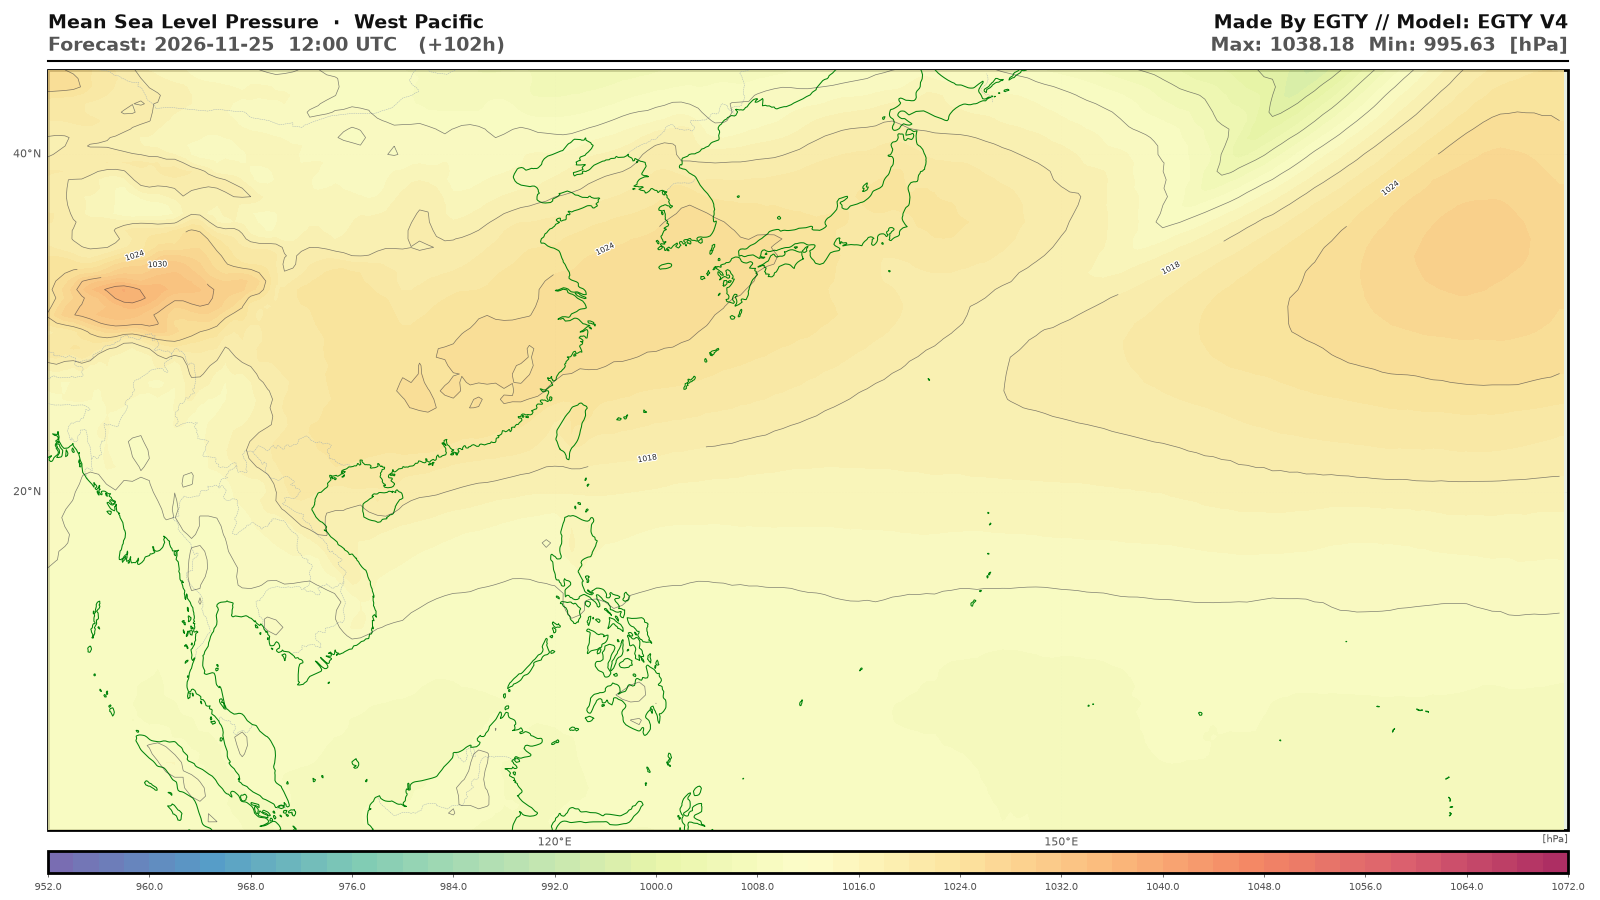 Mean Sea Level Pressure · West Pacific
Made By EGTY // Model: EGTY V4
Forecast: 2026-11-25 12:00 UTC (+102h)
Max: 1038.18 Min: 995.63 [hPa]
40°N
1024
1024
1024
1030
1018
1018
20°N
120°E
150°E
[hPa]
952.0 960.0 968.0 976.0 984.0 992.0 1000.0 1008.0 1016.0 1024.0 1032.0 1040.0 1048.0 1056.0 1064.0 1072.0